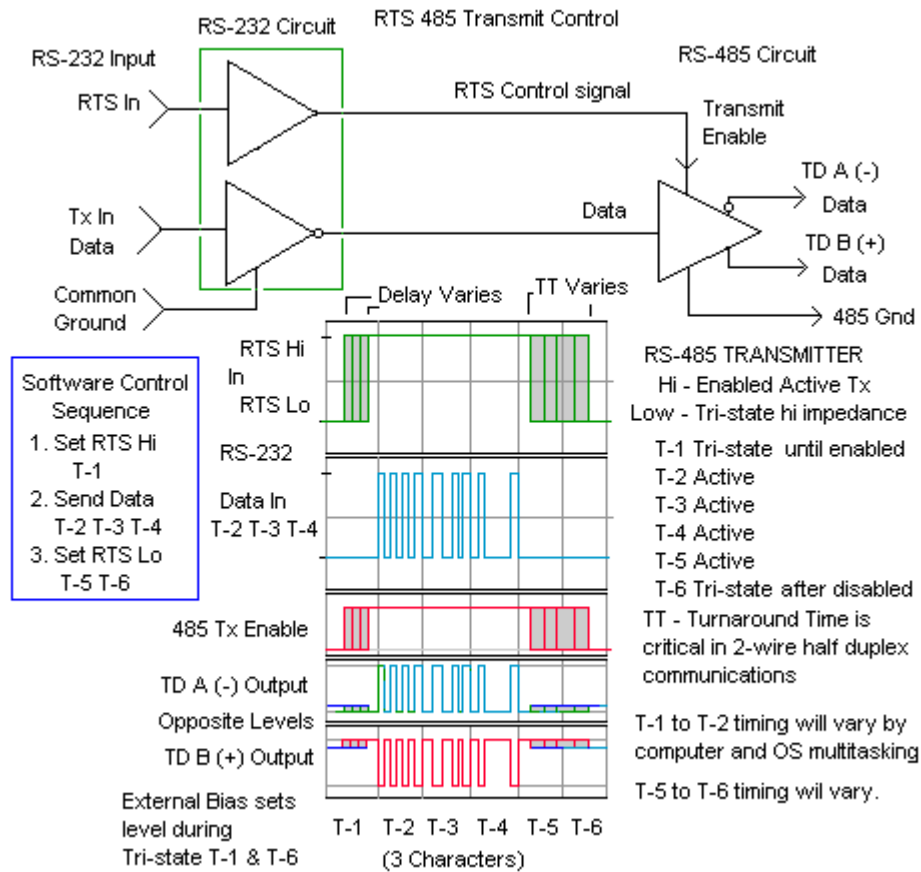 RTS 485 Transmit Control
RS-232 Circuit
RS-232 Input
RS-485 Circuit
RTS In
RTS Control signal
Transmit
Enable
TD A (-)
Data
Tx In
Data
Data
TD B (+)
Data
Common
Ground
485 Gnd
Delay Varies
TT Varies
Software Control
Sequence
1. Set RTS Hi
T-1
2. Send Data
T-2 T-3 T-4
3. Set RTS Lo
T-5 T-6
RTS Hi
In
RTS Lo
RS-232
Data In
T-2 T-3 T-4
485 Tx Enable
TD A (-) Output
Opposite Levels
TD B (+) Output
External Bias sets
level during
Tri-state T-1 & T-6
T-1 T-2 T-3 T-4 T-5 T-6
(3 Characters)
RS-485 TRANSMITTER
Hi - Enabled Active Tx
Low - Tri-state hi impedance
T-1 Tri-state until enabled
T-2 Active
T-3 Active
T-4 Active
T-5 Active
T-6 Tri-state after disabled
TT - Turnaround Time is
critical in 2-wire half duplex
communications
T-1 to T-2 timing will vary by
computer and OS multitasking
T-5 to T-6 timing wil vary.